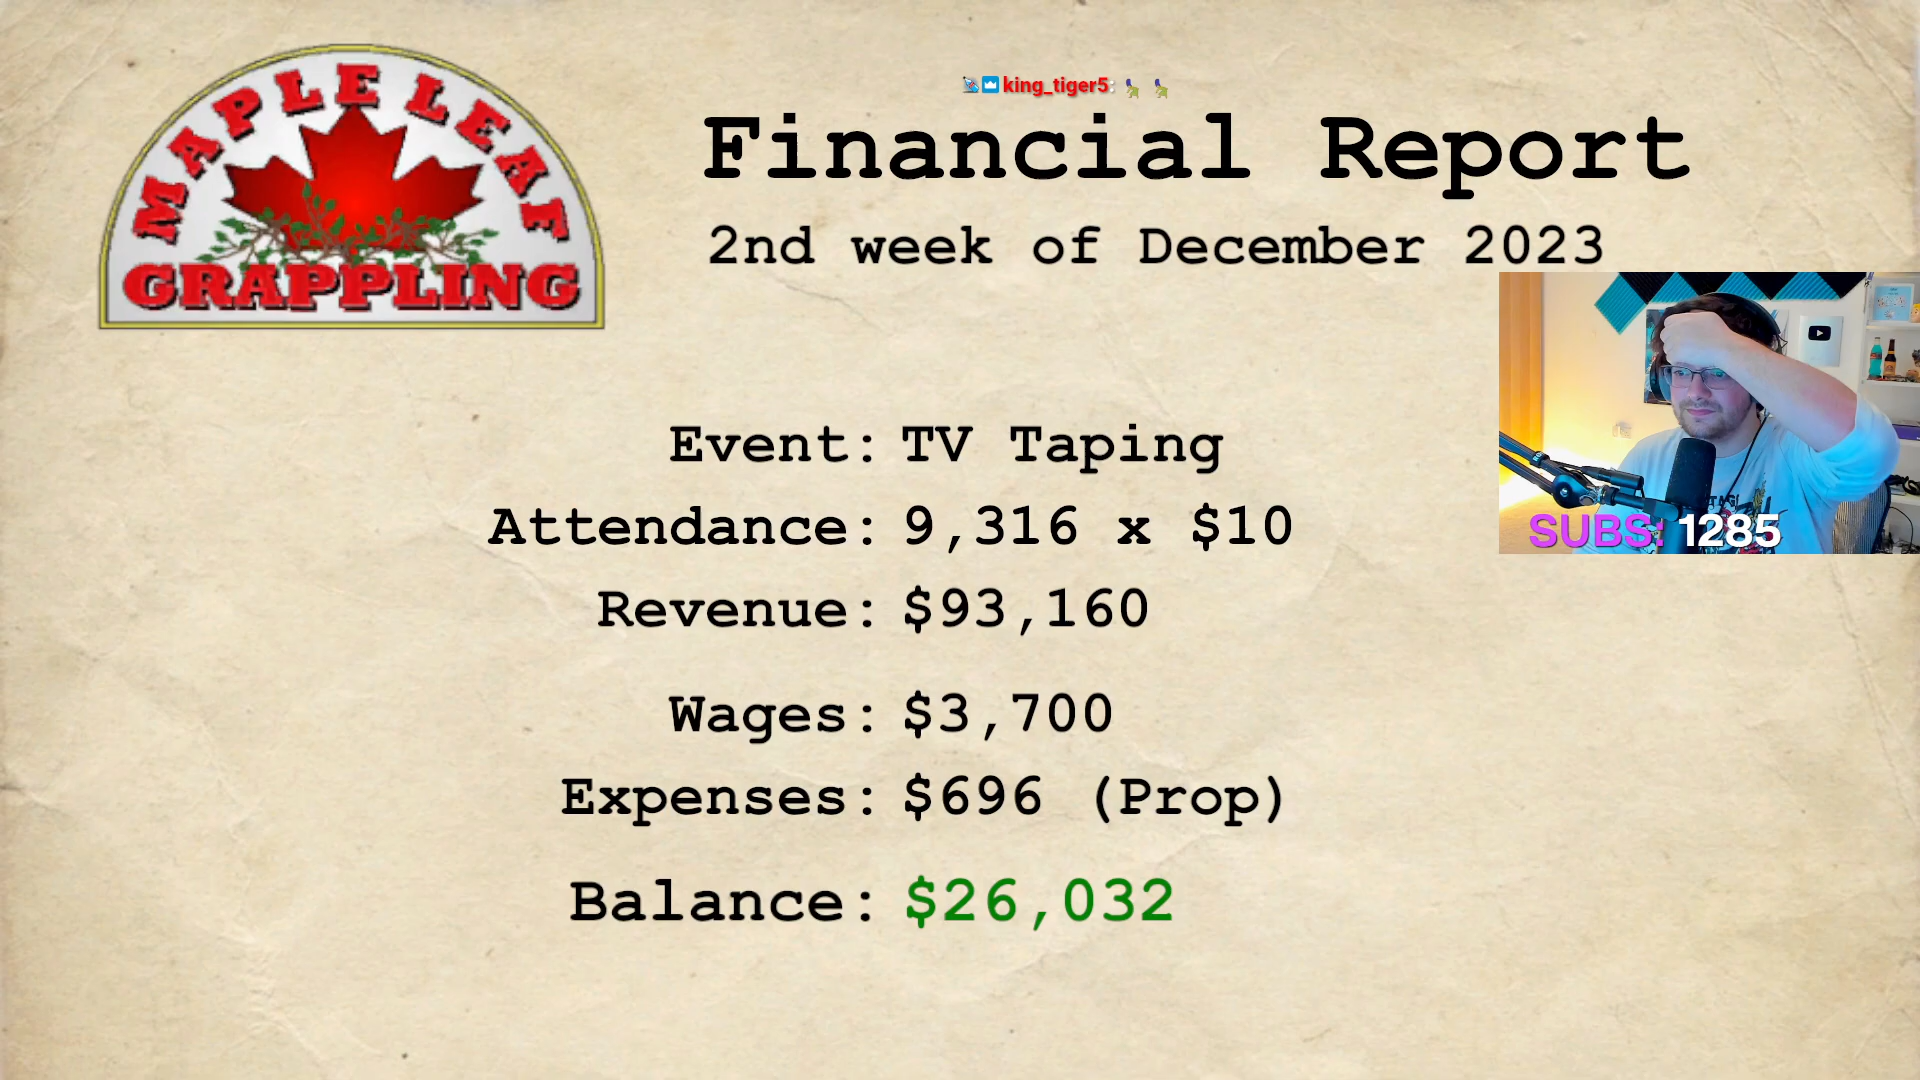 MAPLE LEAF
GRAPPLING
king_tiger5:
Financial Report
2nd week of December 2023
Event: TV Taping
Attendance: 9,316 x $10
Revenue: $93,160
Wages: $3,700
Expenses: $696 (Prop)
Balance: $26,032
SUBS: 1285